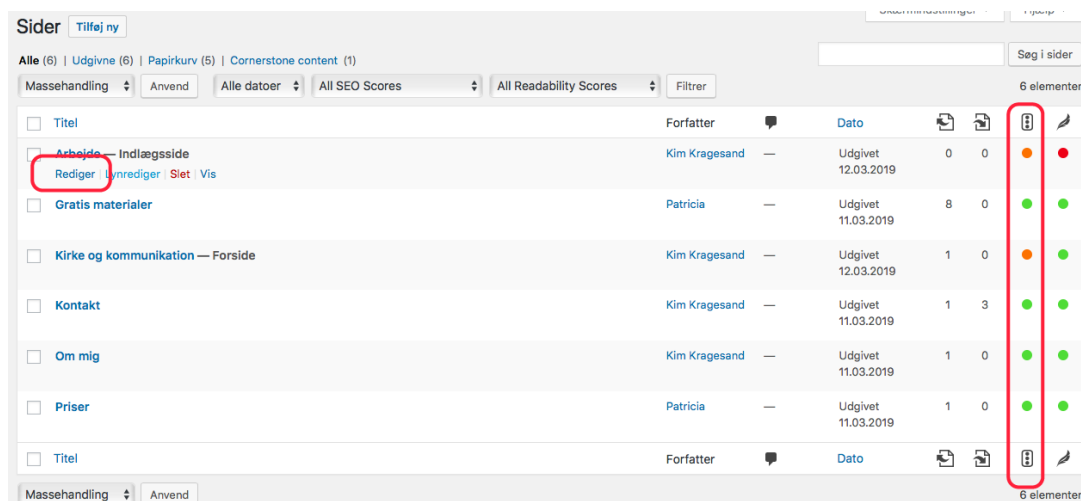 Sider Tilføj ny
Alle (6) | Udgivne (6) | Papirkurv (5) | Cornerstone content (1)
Søg i sider
Massehandling Anvend Alle datoer All SEO Scores All Readability Scores Filtrer 6 elementer
Titel Forfatter Dato
Arbejde — Indlægsside Kim Kragesand — Udgivet 0 0
12.03.2019
Rediger | Lynrediger | Slet | Vis
Gratis materialer Patricia — Udgivet 8 0
11.03.2019
Kirke og kommunikation — Forside Kim Kragesand — Udgivet 1 0
12.03.2019
Kontakt Kim Kragesand — Udgivet 1 3
11.03.2019
Om mig Kim Kragesand — Udgivet 1 0
11.03.2019
Priser Patricia — Udgivet 1 0
11.03.2019
Titel Forfatter Dato
Massehandling Anvend 6 elementer